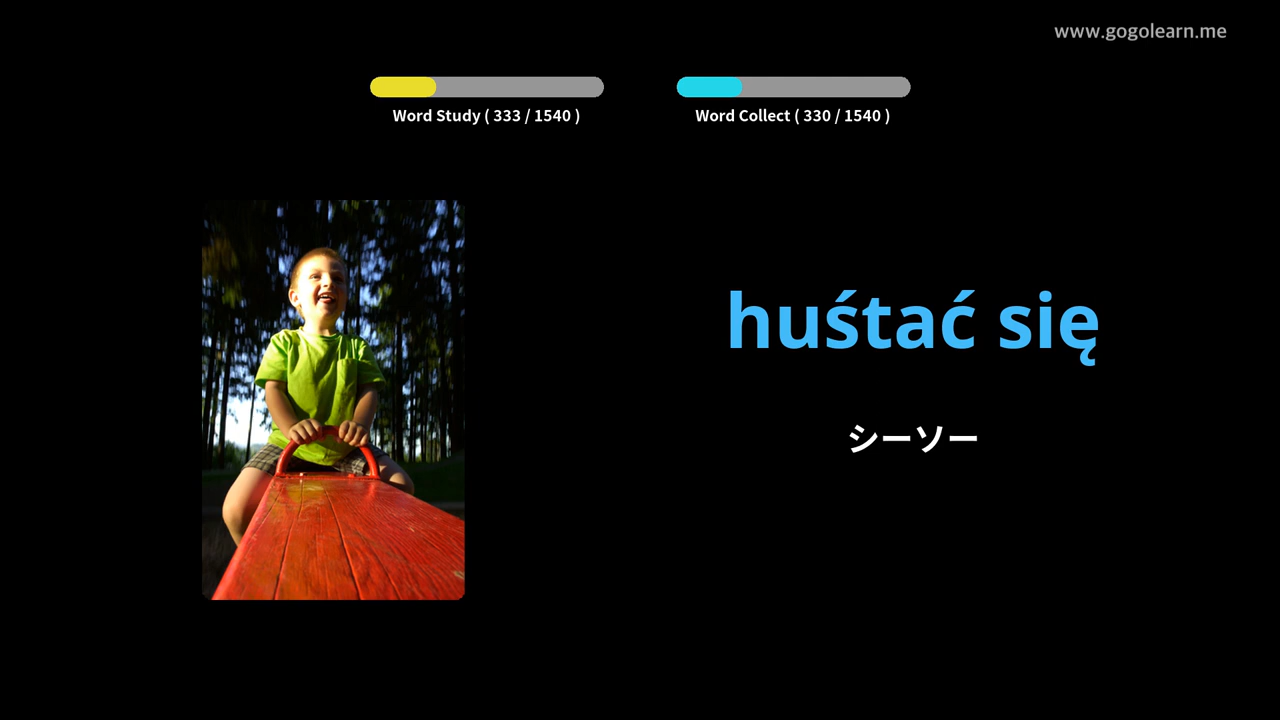 www.gogolearn.me
Word Study ( 333 / 1540 )
Word Collect ( 330 / 1540 )
huśtać się
シーソー